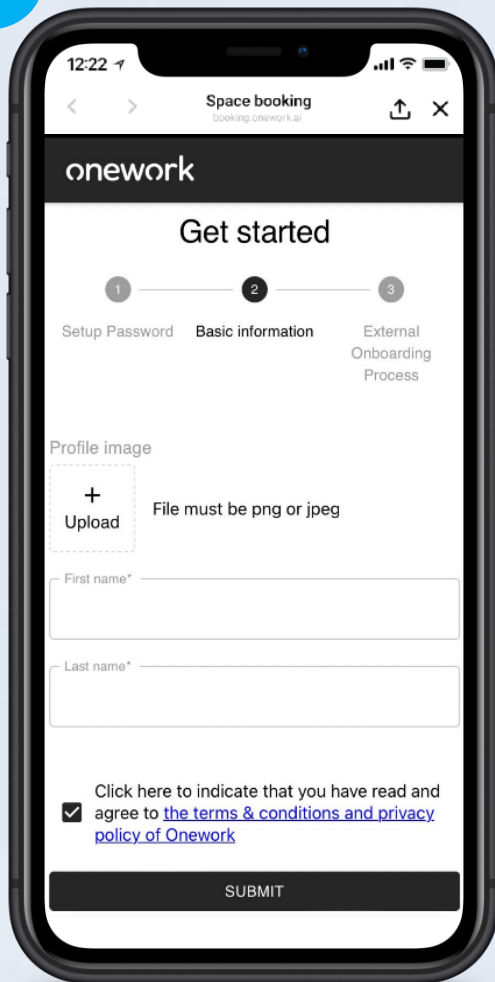 12:22
Space booking
booking.onework.ai
onework
Get started
1
2
3
Setup Password
Basic information
External
Onboarding
Process
Profile image
+
Upload
File must be png or jpeg
First name*
Last name*
Click here to indicate that you have read and
agree to the terms & conditions and privacy
policy of Onework
SUBMIT